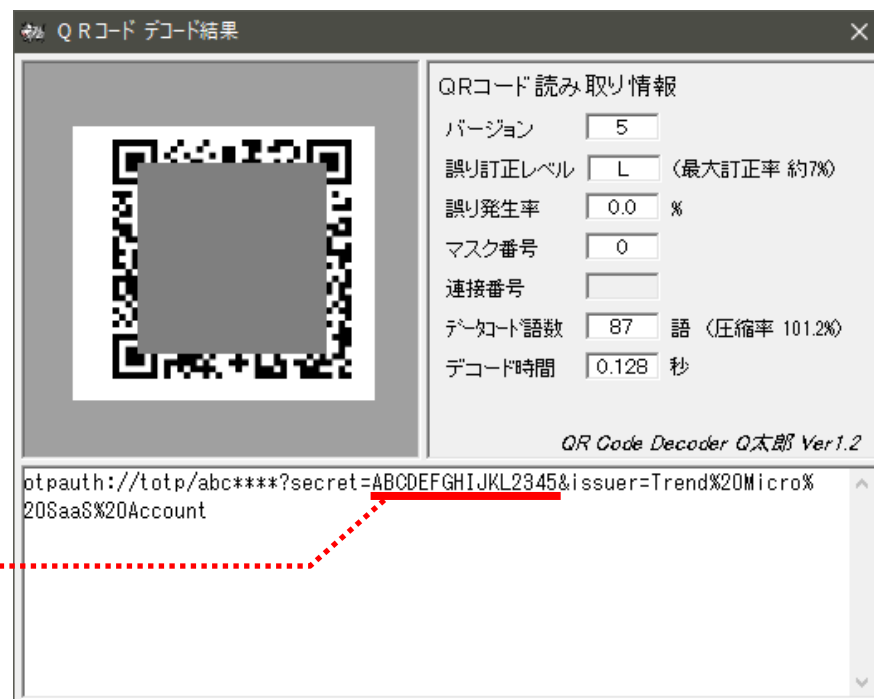 QRコード デコード結果
QRコード読み取り情報
バージョン 5
誤り訂正レベル L （最大訂正率 約7%）
誤り発生率 0.0 %
マスク番号 0
連接番号
データコード語数 87 語 （圧縮率 101.2%）
デコード時間 0.128 秒
QR Code Decoder Q太郎 Ver1.2
otpauth://totp/abc****?secret=ABCDEFGHIJKL2345&issuer=Trend%20Micro%
20SaaS%20Account